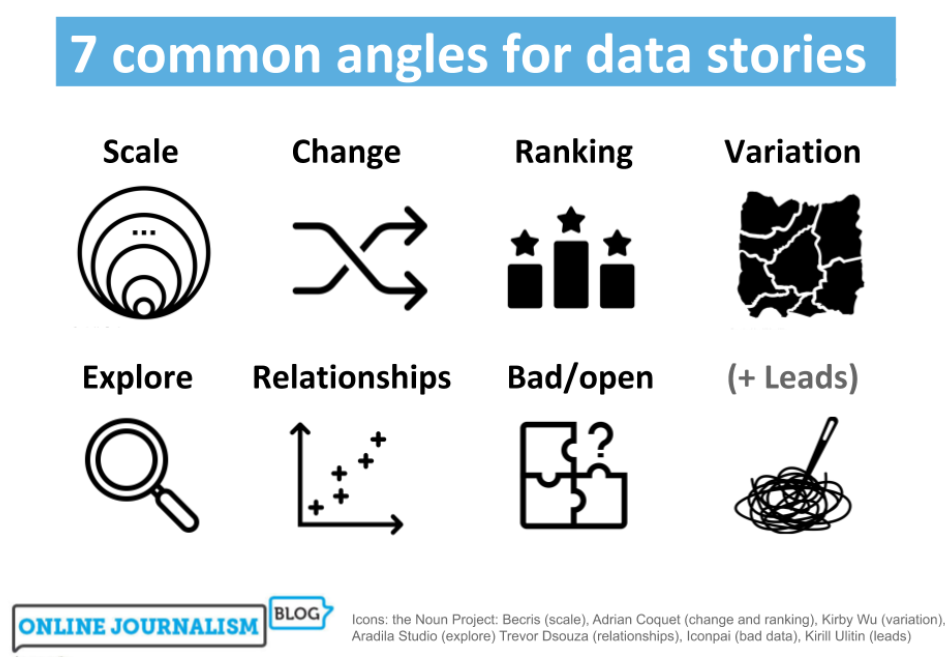 7 common angles for data stories
Scale Change Ranking Variation
...
Explore Relationships Bad/open (+ Leads)
?
ONLINE JOURNALISM BLOG
Icons: the Noun Project: Becris (scale), Adrian Coquet (change and ranking), Kirby Wu (variation),
Aradila Studio (explore) Trevor Dsouza (relationships), Iconpai (bad data), Kirill Ulitin (leads)